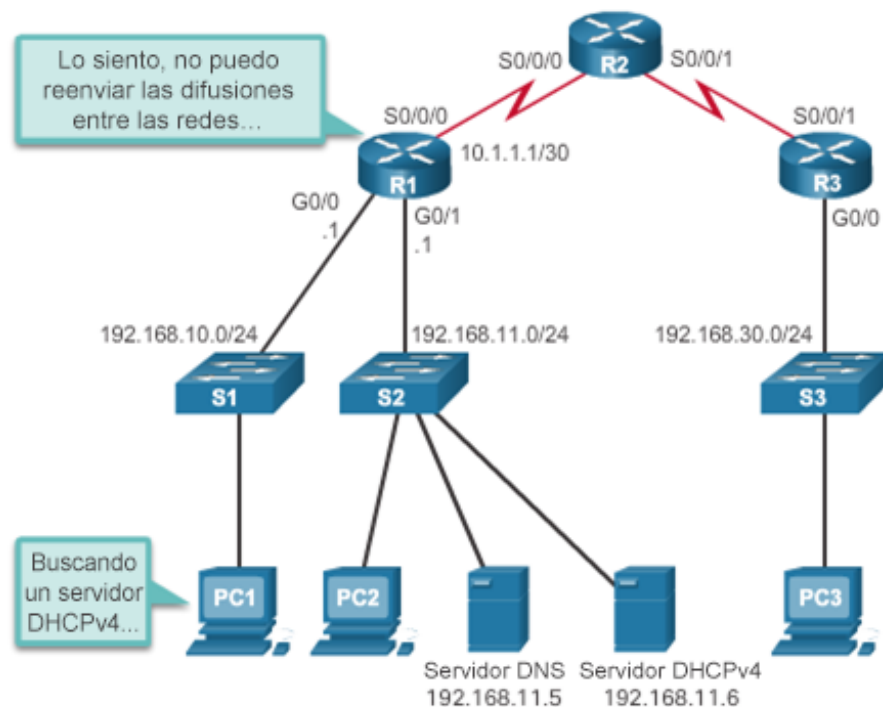 Lo siento, no puedo
reenviar las difusiones
entre las redes...
R2
S0/0/0
S0/0/1
S0/0/0
10.1.1.1/30
S0/0/1
R1
R3
G0/0
.1
G0/1
.1
G0/0
192.168.10.0/24
192.168.11.0/24
192.168.30.0/24
S1
S2
S3
Buscando
un servidor
DHCPv4...
PC1
PC2
PC3
Servidor DNS
192.168.11.5
Servidor DHCPv4
192.168.11.6